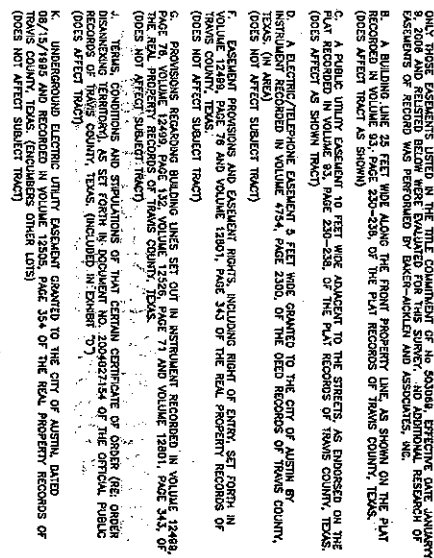 ONLY THOSE EASEMENTS LISTED IN THE TITLE COMMITMENT OF No 503069, EFFECTIVE DATE JANUARY
5, 2006 AND RELISTED BELOW WERE EVALUATED FOR THIS SURVEY. NO ADDITIONAL RESEARCH OF
EASEMENTS OF RECORD WAS PERFORMED BY BAKER-AICKLEN AND ASSOCIATES, INC.
B. A BUILDING LINE 25 FEET WIDE ALONG THE FRONT PROPERTY LINE, AS SHOWN ON THE PLAT
RECORDED IN VOLUME 93, PAGE 230-238, OF THE PLAT RECORDS OF TRAVIS COUNTY, TEXAS.
(DOES AFFECT TRACT AS SHOWN)
C. A PUBLIC UTILITY EASEMENT 10 FEET WIDE ADJACENT TO THE STREETS, AS ENDORSED ON THE
PLAT RECORDED IN VOLUME 93, PAGE 230-238, OF THE PLAT RECORDS OF TRAVIS COUNTY, TEXAS.
(DOES AFFECT AS SHOWN TRACT)
D. A ELECTRIC/TELEPHONE EASEMENT 5 FEET WIDE GRANTED TO THE CITY OF AUSTIN BY
INSTRUMENT RECORDED IN VOLUME 4754, PAGE 2300, OF THE DEED RECORDS OF TRAVIS COUNTY,
TEXAS. (IN AREA)
(DOES NOT AFFECT SUBJECT TRACT)
F. EASEMENT PROVISIONS AND EASEMENT RIGHTS, INCLUDING RIGHT OF ENTRY, SET FORTH IN
VOLUME 12499, PAGE 78 AND VOLUME 12801, PAGE 343 OF THE REAL PROPERTY RECORDS OF
TRAVIS COUNTY, TEXAS.
(DOES NOT AFFECT SUBJECT TRACT)
G. PROVISIONS REGARDING BUILDING LINES SET OUT IN INSTRUMENT RECORDED IN VOLUME 12499,
PAGE 78, VOLUME 12499, PAGE 132, VOLUME 12526, PAGE 71 AND VOLUME 12801, PAGE 343, OF
THE REAL PROPERTY RECORDS OF TRAVIS COUNTY, TEXAS.
(DOES NOT AFFECT SUBJECT TRACT)
J. TERMS, CONDITIONS AND STIPULATIONS OF THAT CERTAIN CERTIFICATE OF ORDER (RE: ORDER
DISANNEXING TERRITORY), AS SET FORTH IN DOCUMENT NO. 2004027154 OF THE OFFICIAL PUBLIC
RECORDS OF TRAVIS COUNTY, TEXAS. (INCLUDED IN EXHIBIT "D")
(DOES AFFECT TRACT)
K. UNDERGROUND ELECTRIC UTILITY EASEMENT GRANTED TO THE CITY OF AUSTIN, DATED
08/15/1995 AND RECORDED IN VOLUME 12505, PAGE 354 OF THE REAL PROPERTY RECORDS OF
TRAVIS COUNTY, TEXAS. (ENCUMBERS OTHER LOTS)
(DOES NOT AFFECT SUBJECT TRACT)